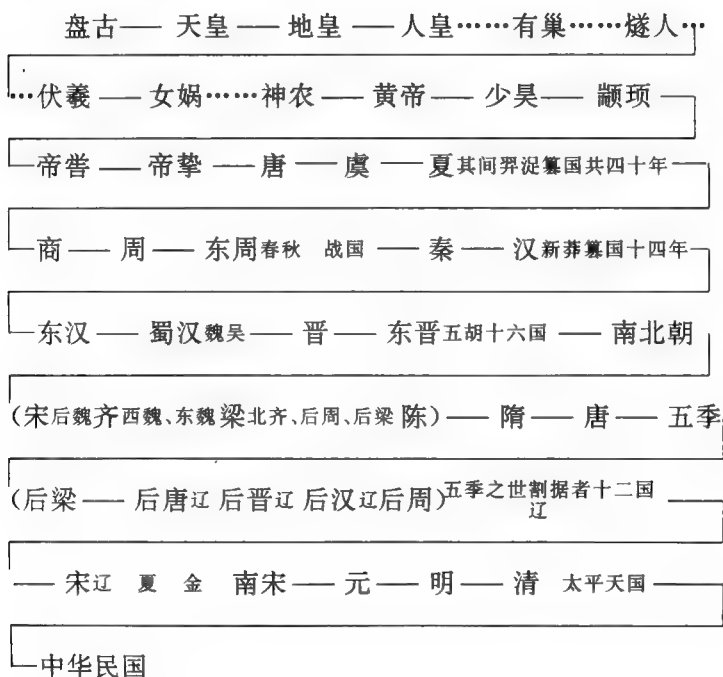 盘古—— 天皇 —— 地皇 —— 人皇……有巢……燧人…
…伏羲 —— 女娲……神农 —— 黄帝 —— 少昊 —— 颛顼
帝喾 —— 帝挚 —— 唐 —— 虞 —— 夏其间羿浞篡国共四十年
商 —— 周 —— 东周春秋 战国 —— 秦 —— 汉新莽篡国十四年
东汉 —— 蜀汉魏吴 —— 晋 —— 东晋五胡十六国 —— 南北朝
(宋后魏齐西魏、东魏梁北齐、后周、后梁 陈) —— 隋 —— 唐 —— 五季
(后梁 —— 后唐辽 后晋辽 后汉辽后周)五季之世割据者十二国
辽
—— 宋辽 夏 金 南宋 —— 元 —— 明 —— 清 太平天国
中华民国